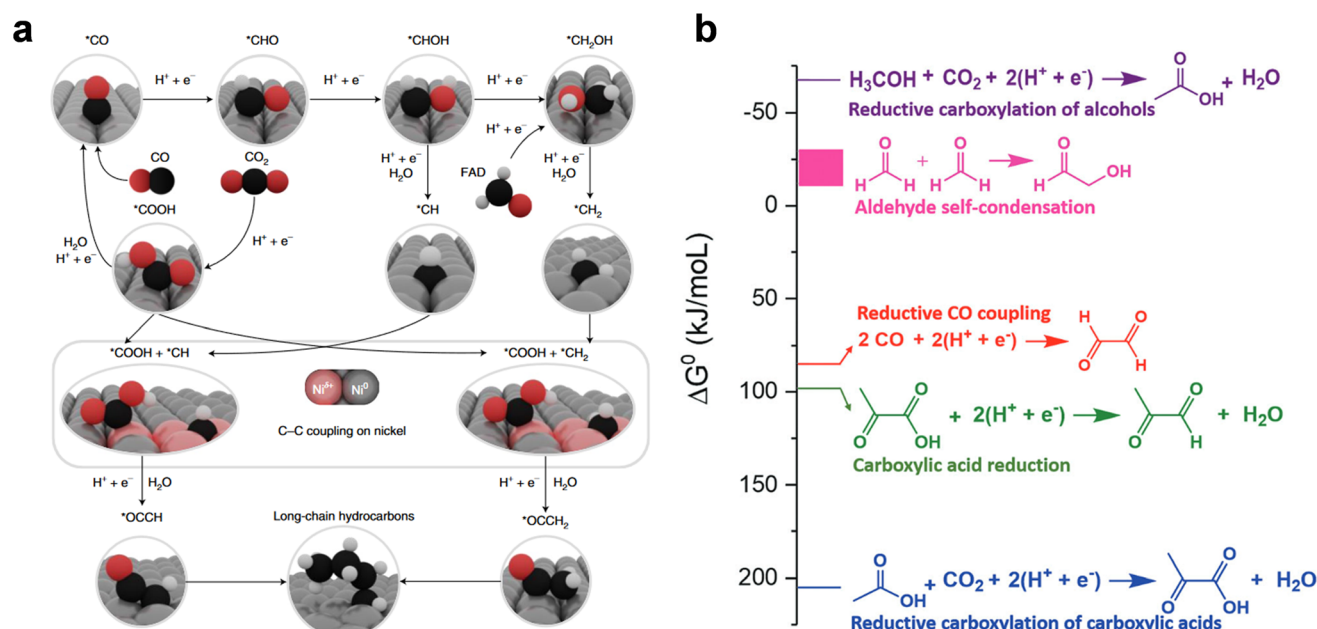 a
*CO
*CHO
*CHOH
*CH₂OH
H⁺ + e⁻
H⁺ + e⁻
H⁺ + e⁻
H⁺ + e⁻
CO
CO₂
H⁺ + e⁻
H₂O
FAD
H⁺ + e⁻
H₂O
*COOH
*CH
*CH₂
H₂O
H⁺ + e⁻
H⁺ + e⁻
*COOH + *CH
*COOH + *CH₂
Niᵟ⁺ Ni⁰
C–C coupling on nickel
H⁺ + e⁻ H₂O
H⁺ + e⁻ H₂O
*OCCH
Long-chain hydrocarbons
*OCCH₂
b
ΔG⁰ (kJ/moL)
-50
0
50
100
150
200
H₃COH + CO₂ + 2(H⁺ + e⁻) O OH + H₂O
Reductive carboxylation of alcohols
O H H + O H H O H OH
Aldehyde self-condensation
Reductive CO coupling
2 CO + 2(H⁺ + e⁻) H O O H
O O OH + 2(H⁺ + e⁻) O O H + H₂O
Carboxylic acid reduction
O OH + CO₂ + 2(H⁺ + e⁻) O O OH + H₂O
Reductive carboxylation of carboxylic acids